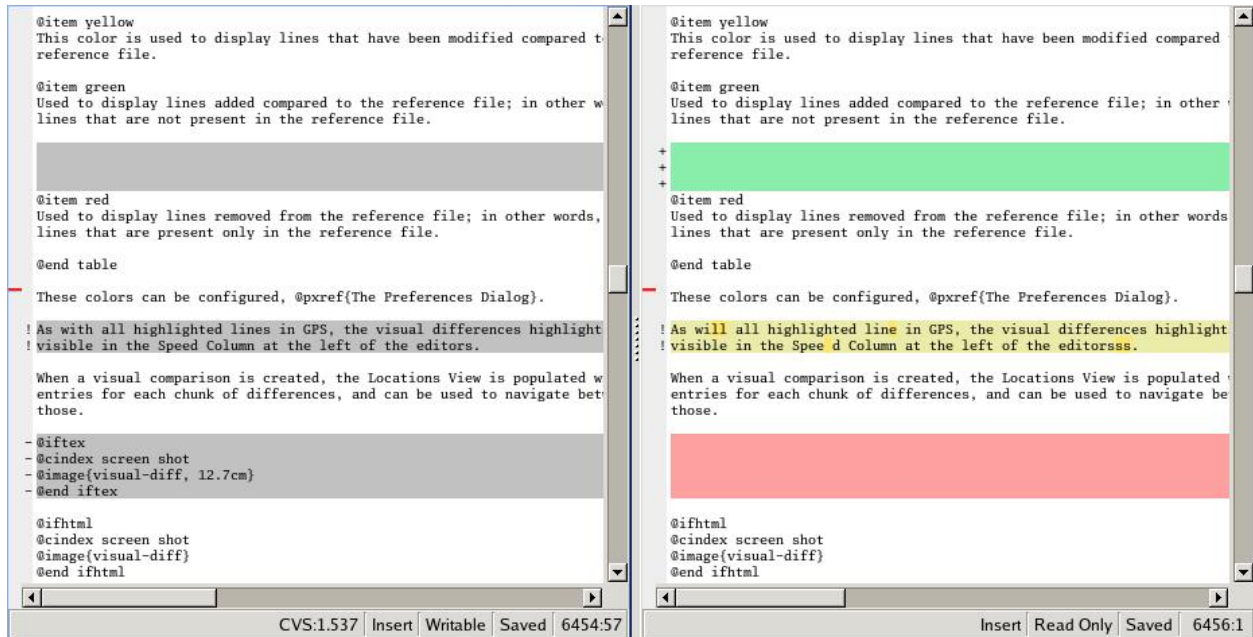 @item yellow
This color is used to display lines that have been modified compared t
reference file.
@item green
Used to display lines added compared to the reference file; in other w
lines that are not present in the reference file.
@item red
Used to display lines removed from the reference file; in other words,
lines that are present only in the reference file.
@end table
These colors can be configured, @pxref{The Preferences Dialog}.
! As with all highlighted lines in GPS, the visual differences highlight
! visible in the Speed Column at the left of the editors.
When a visual comparison is created, the Locations View is populated w
entries for each chunk of differences, and can be used to navigate bet
those.
- @iftex
- @cindex screen shot
- @image{visual-diff, 12.7cm}
- @end iftex
@ifhtml
@cindex screen shot
@image{visual-diff}
@end ifhtml
CVS:1.537 Insert Writable Saved 6454:57
@item yellow
This color is used to display lines that have been modified compared
reference file.
@item green
Used to display lines added compared to the reference file; in other
lines that are not present in the reference file.
+
+
+
@item red
Used to display lines removed from the reference file; in other words
lines that are present only in the reference file.
@end table
These colors can be configured, @pxref{The Preferences Dialog}.
! As will all highlighted line in GPS, the visual differences highlight
! visible in the Spee d Column at the left of the editorsss.
When a visual comparison is created, the Locations View is populated
entries for each chunk of differences, and can be used to navigate be
those.
@ifhtml
@cindex screen shot
@image{visual-diff}
@end ifhtml
Insert Read Only Saved 6456:1